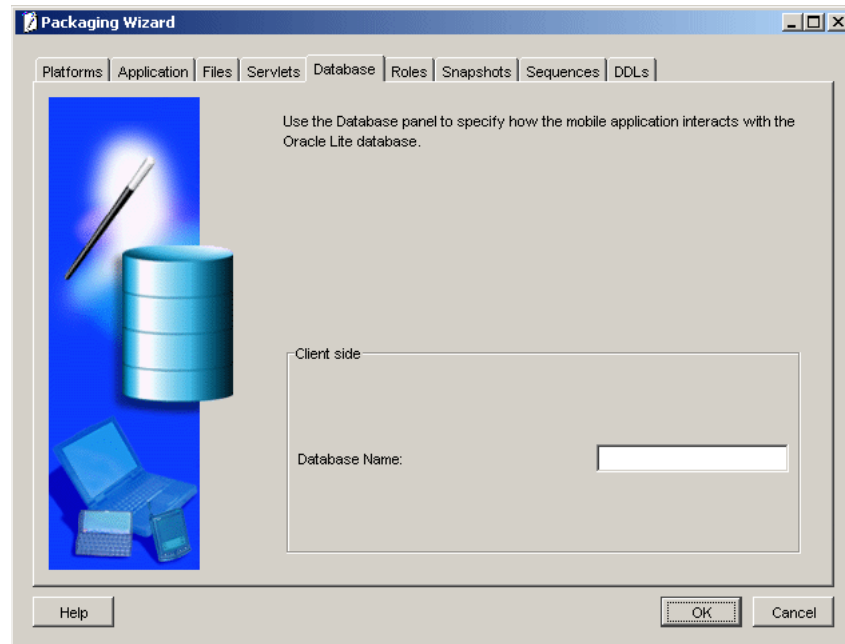 Packaging Wizard
Platforms Application Files Servlets Database Roles Snapshots Sequences DDLs
Use the Database panel to specify how the mobile application interacts with the
Oracle Lite database.
Client side
Database Name:
Help OK Cancel